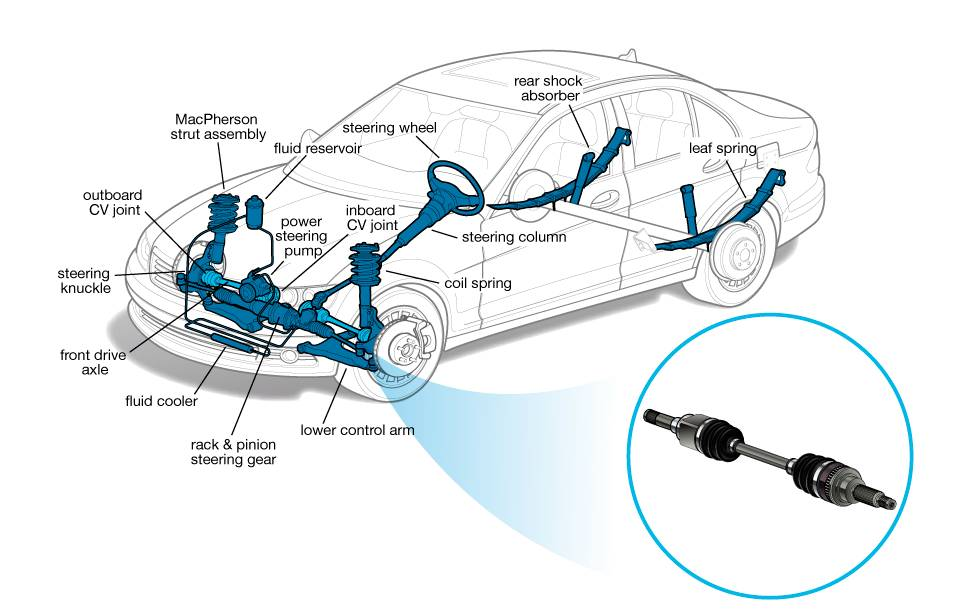 rear shock
absorber
MacPherson
strut assembly
steering wheel
fluid reservoir
leaf spring
outboard
CV joint
power
steering
pump
inboard
CV joint
steering column
steering
knuckle
coil spring
front drive
axle
fluid cooler
lower control arm
rack & pinion
steering gear